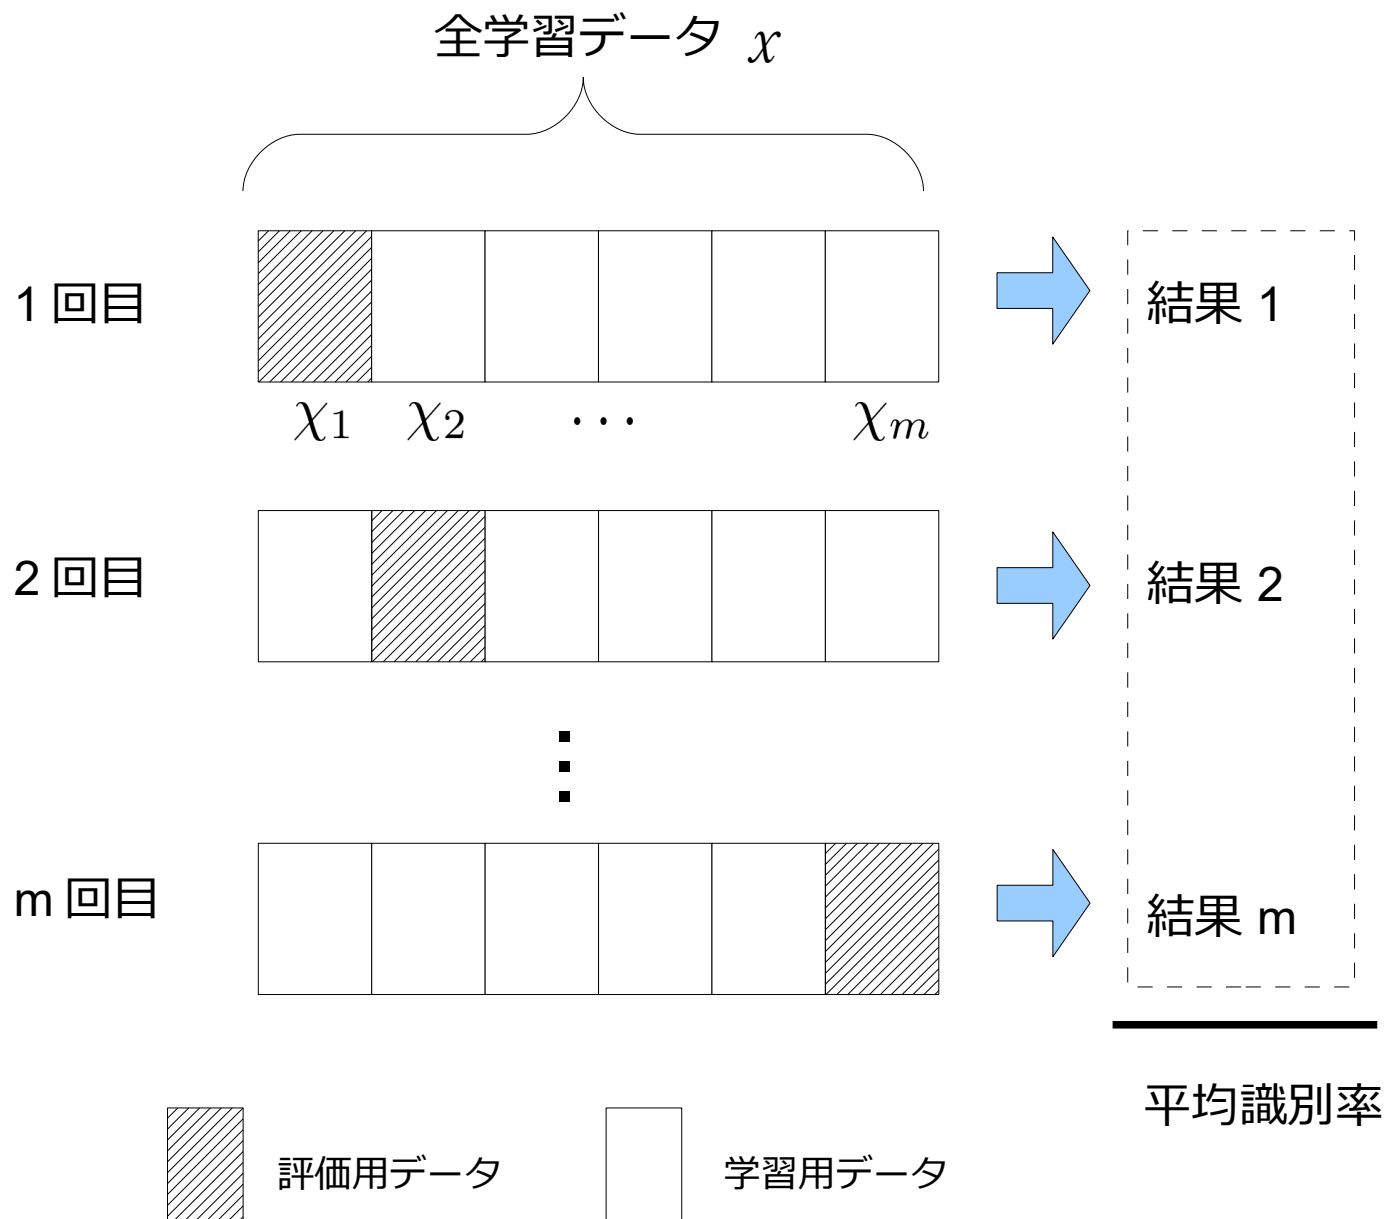 全学習データ χ
1 回目
結果 1
χ1 χ2 ··· χm
2 回目
結果 2
m 回目
結果 m
平均識別率
評価用データ
学習用データ